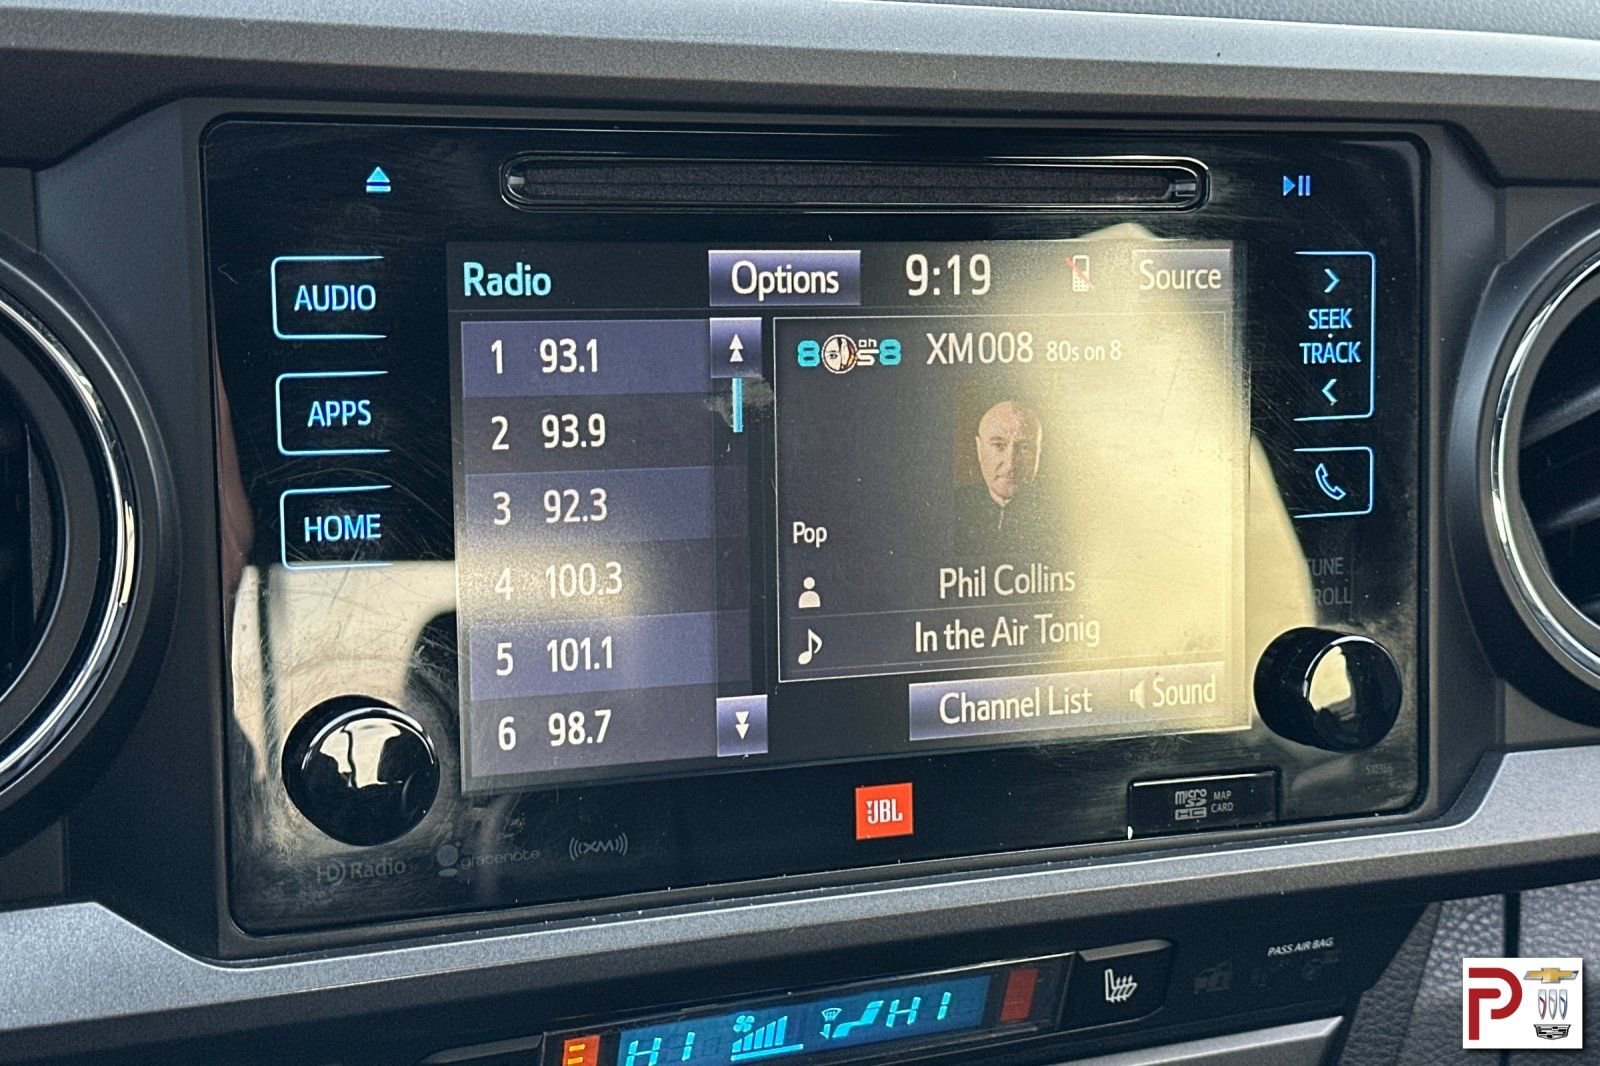 AUDIO
APPS
HOME
Radio
Options
9:19
Source
1 93.1
2 93.9
3 92.3
4 100.3
5 101.1
6 98.7
XM008 80s on 8
Pop
Phil Collins
In the Air Tonig
Channel List
Sound
SEEK
TRACK
TUNE
HD Radio
gracenote
((XM))
JBL
micro
SD
HC
MAP
CARD
510386
PASS AIR BAG
HI
HI
P